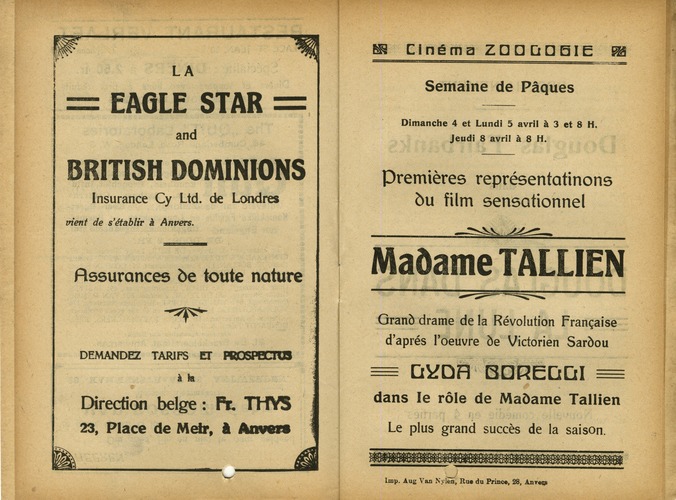 LA
EAGLE STAR
and
BRITISH DOMINIONS
Insurance Cy Ltd. de Londres
vient de s'établir à Anvers.
Assurances de toute nature
DEMANDEZ TARIFS ET PROSPECTUS
à la
Direction belge : Fr. THYS
23, Place de Meir, à Anvers
Cinéma ZOOLOGIE
Semaine de Pâques
Dimanche 4 et Lundi 5 avril à 3 et 8 H.
Jeudi 8 avril à 8 H.
Premières représentatinons
du film sensationnel
Madame TALLIEN
Grand drame de la Révolution Française
d'aprés l'oeuvre de Victorien Sardou
LYDA BORELLI
dans le rôle de Madame Tallien
Le plus grand succès de la saison.
Imp. Aug Van Nylen, Rue du Prince, 28, Anvers